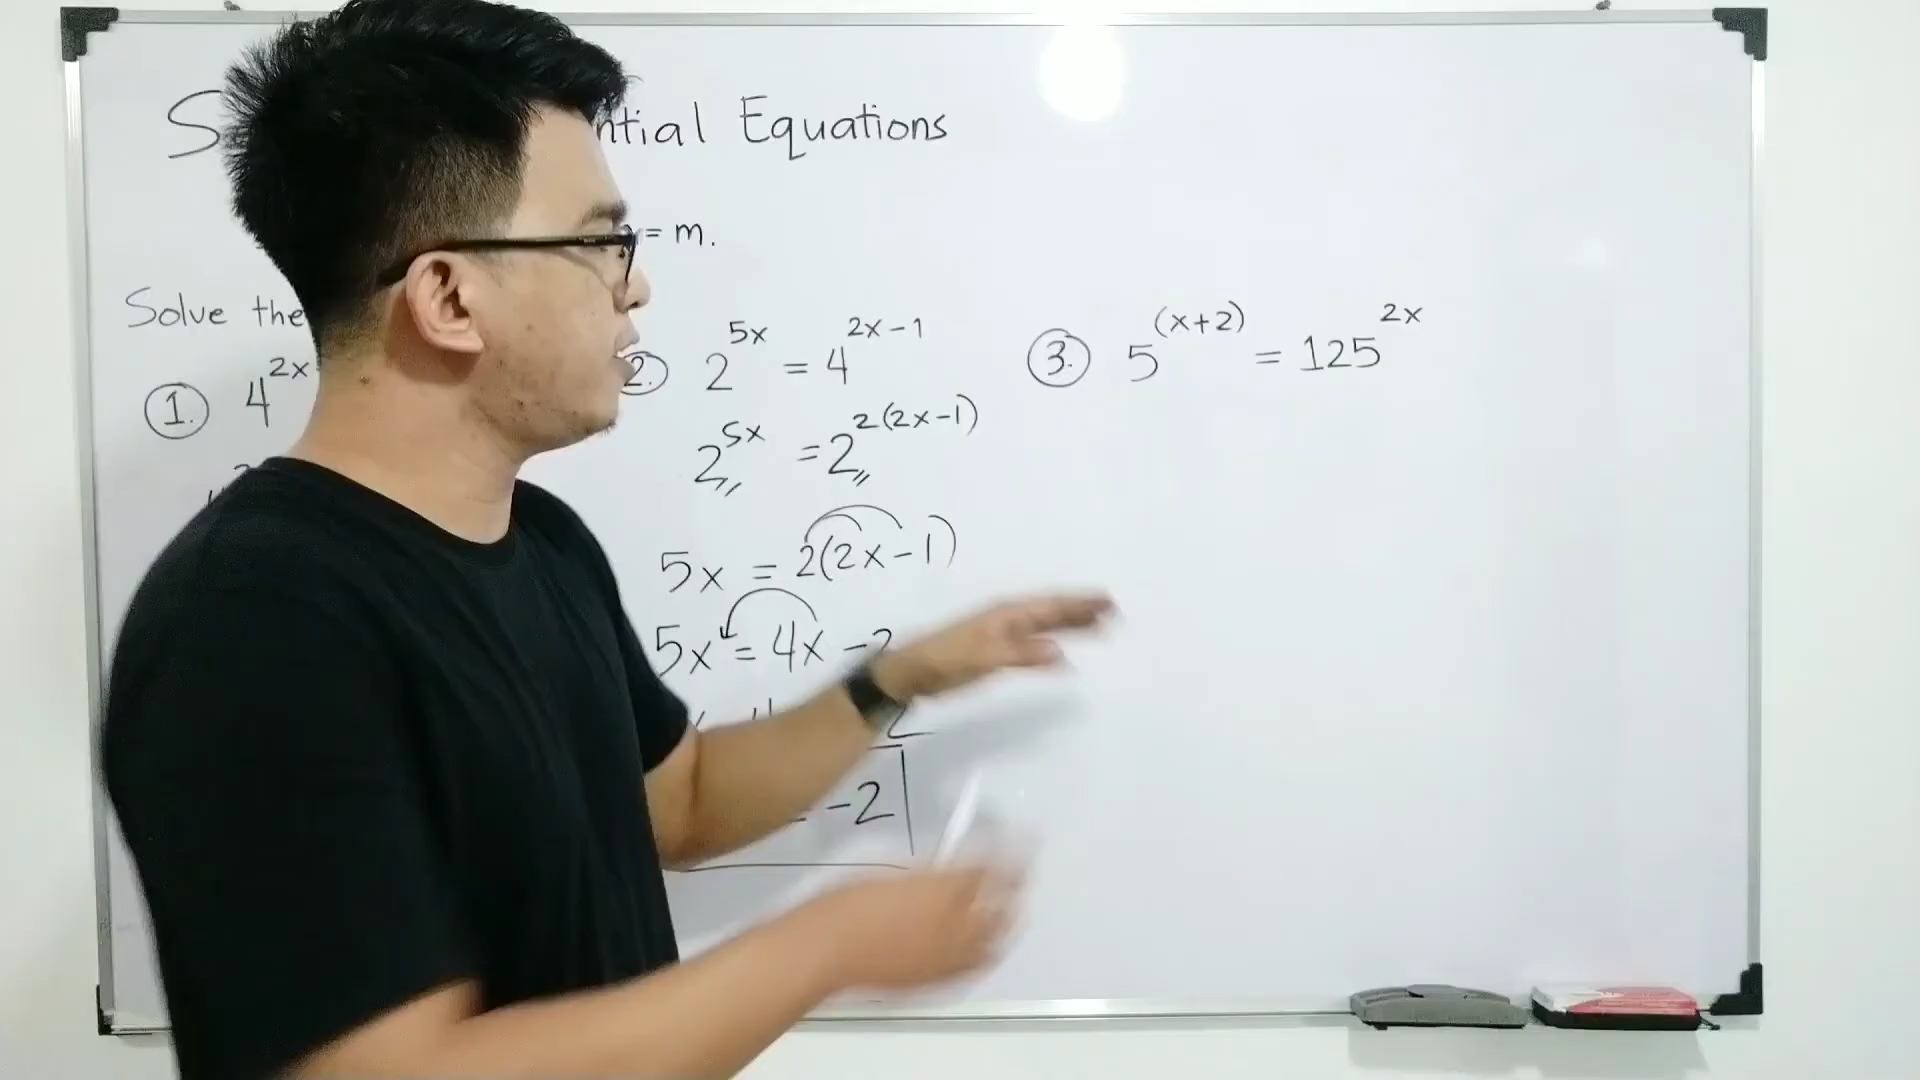 ntial Equations
= m.
Solve the
1. 4^{2x}
2. 2^{5x} = 4^{2x-1}
2^{5x} = 2^{2(2x-1)}
5x = 2(2x-1)
5x = 4x -2
2
-2
3. 5^{(x+2)} = 125^{2x}